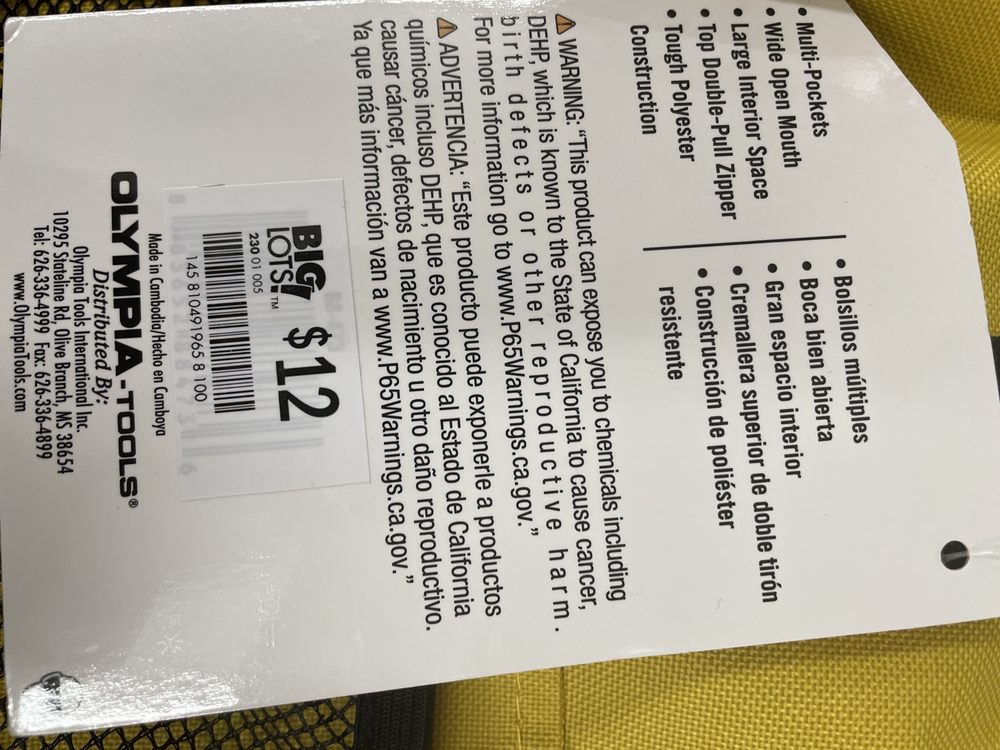 • Multi-Pockets
• Wide Open Mouth
• Large Interior Space
• Top Double-Pull Zipper
• Tough Polyester
Construction
• Bolsillos múltiples
• Boca bien abierta
• Gran espacio interior
• Cremallera superior de doble tirón
• Construcción de poliéster
resistente
⚠ WARNING: “This product can expose you to chemicals including
DEHP, which is known to the State of California to cause cancer,
birth defects or other reproductive harm.
For more information go to www.P65Warnings.ca.gov.”
⚠ ADVERTENCIA: “Este producto puede exponerle a productos
químicos incluso DEHP, que es conocido al Estado de California
causar cáncer, defectos de nacimiento u otro daño reproductivo.
Ya que más información van a www.P65Warnings.ca.gov.”
BIG
LOTS!™
$12
230 01 005
145 810491965 8 100
Made in Cambodia/Hecho en Camboya
OLYMPIA-TOOLS®
Distributed By:
Olympia Tools International Inc.
10295 Stateline Rd, Olive Branch, MS 38654
Tel: 626-336-4999 Fax: 626-336-4899
www.OlympiaTools.com